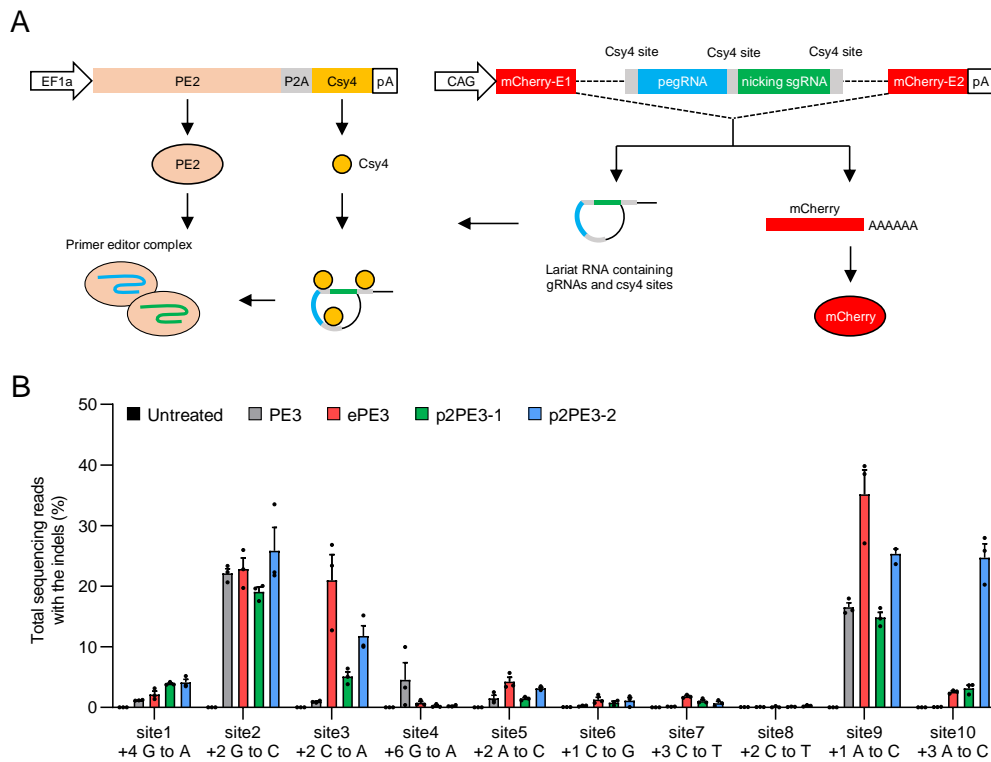 A
Csy4 site Csy4 site Csy4 site
EF1a PE2 P2A Csy4 pA CAG mCherry-E1 pegRNA nicking sgRNA mCherry-E2 pA
PE2 Csy4
mCherry
AAAAAA
Primer editor complex
Lariat RNA containing
gRNAs and csy4 sites
mCherry
B
Total sequencing reads
with the indels (%)
50
40
30
20
10
0
Untreated PE3 ePE3 p2PE3-1 p2PE3-2
site1 site2 site3 site4 site5 site6 site7 site8 site9 site10
+4 G to A +2 G to C +2 C to A +6 G to A +2 A to C +1 C to G +3 C to T +2 C to T +1 A to C +3 A to C